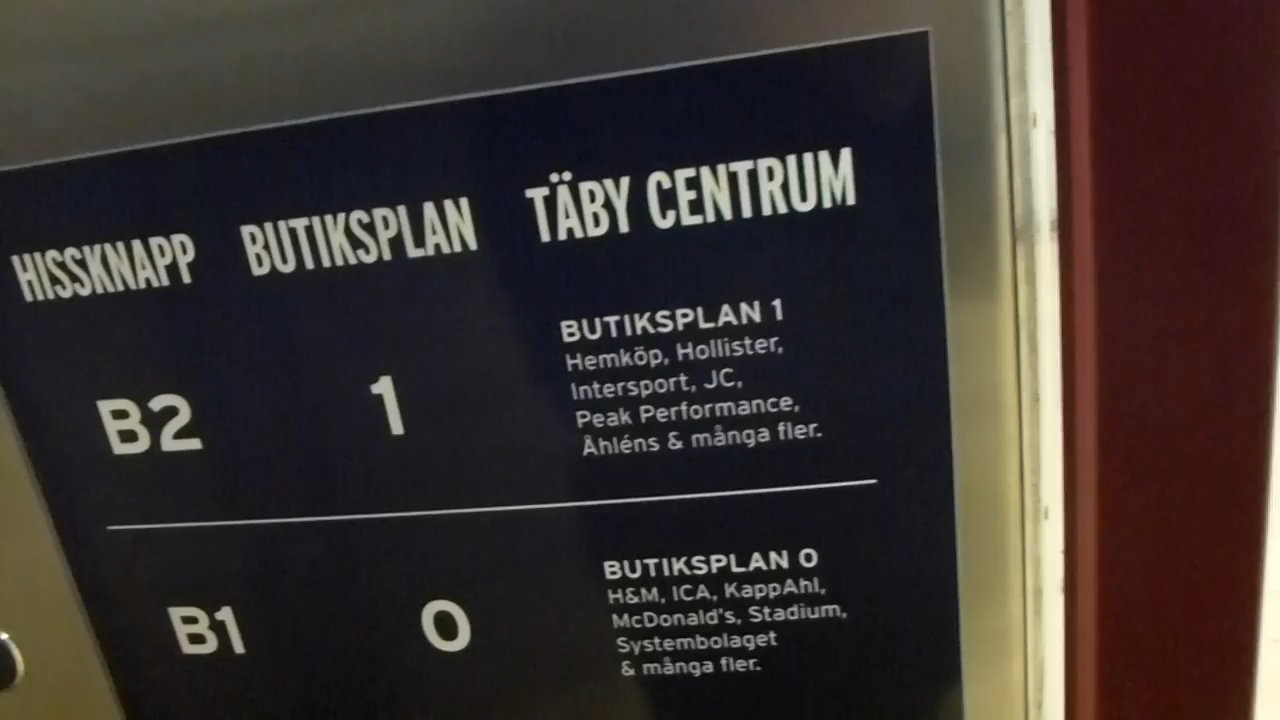 HISSKNAPP BUTIKSPLAN TÄBY CENTRUM
B2 1
BUTIKSPLAN 1
Hemköp, Hollister,
Intersport, JC,
Peak Performance,
Åhléns & många fler.
B1 0
BUTIKSPLAN 0
H&M, ICA, KappAhl,
McDonald's, Stadium,
Systembolaget
& många fler.